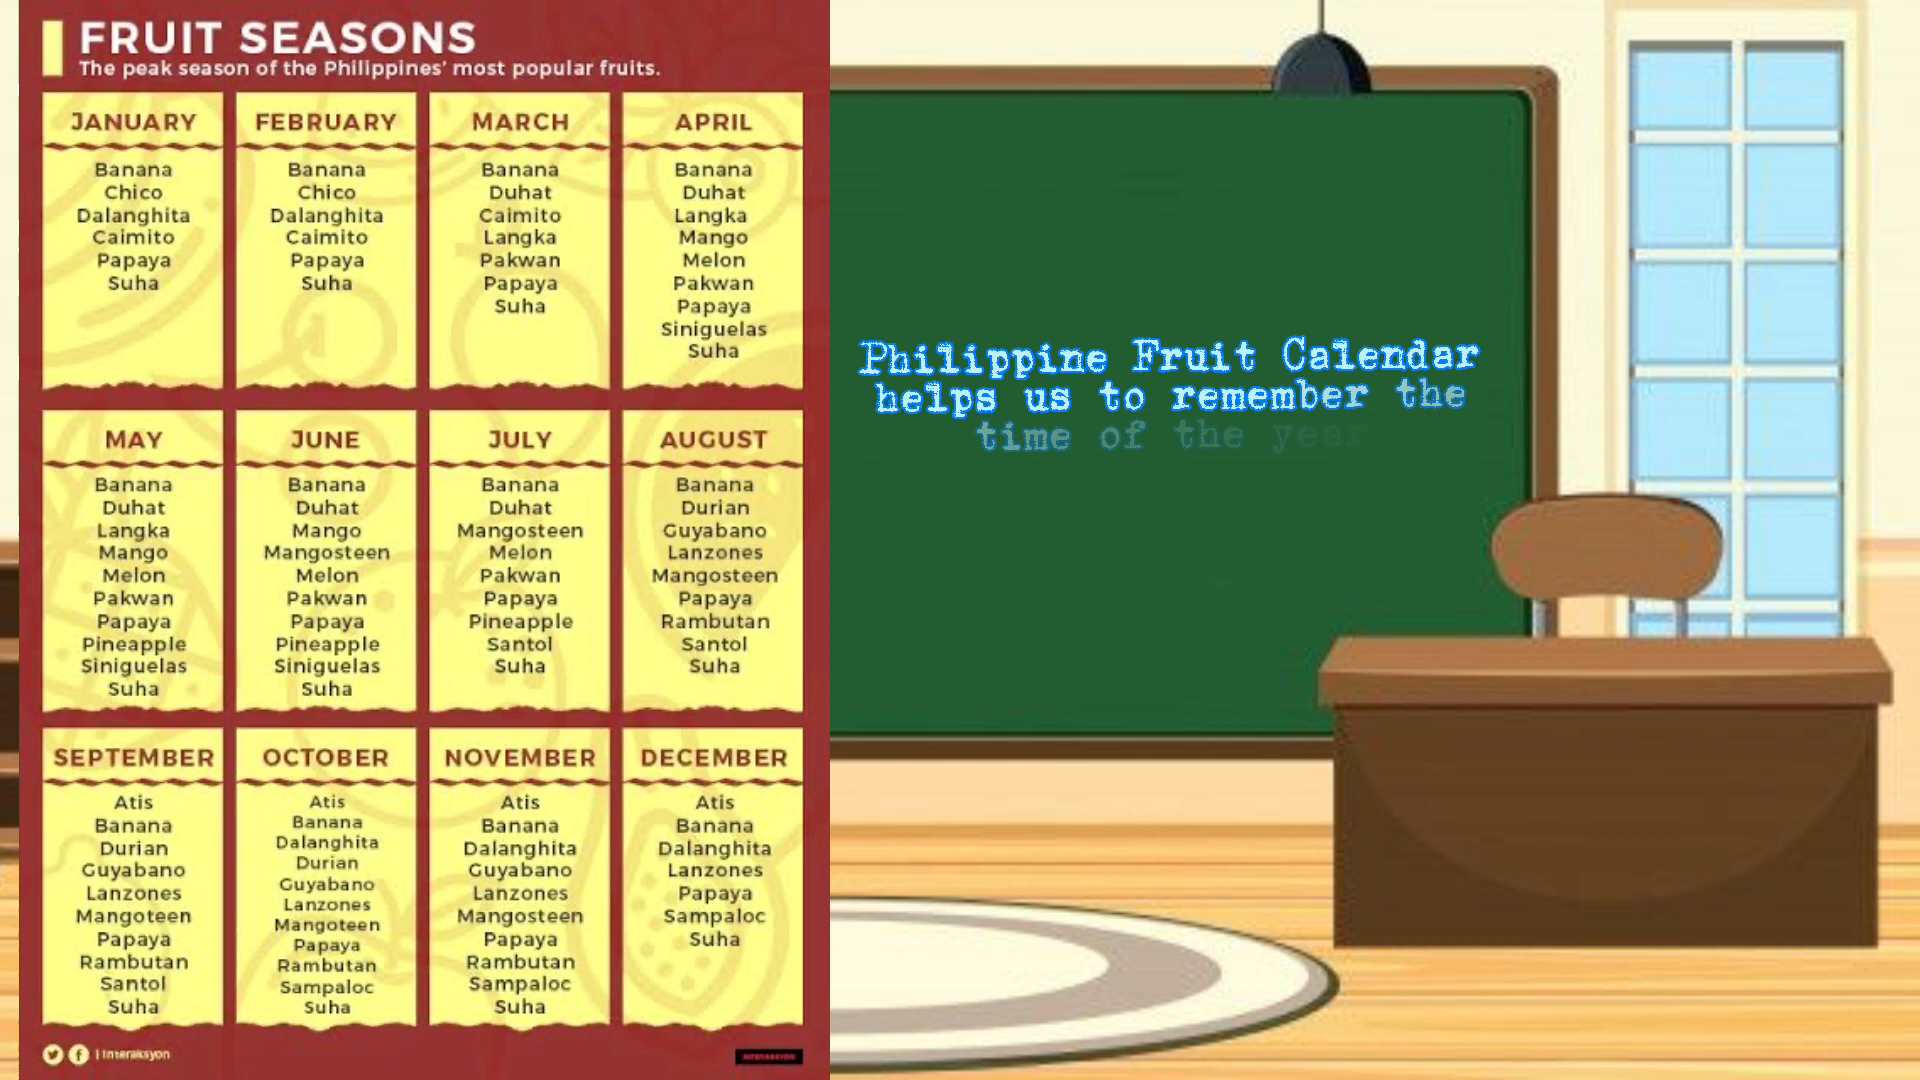 FRUIT SEASONS
The peak season of the Philippines' most popular fruits.
JANUARY
Banana
Chico
Dalanghita
Caimito
Papaya
Suha
FEBRUARY
Banana
Chico
Dalanghita
Caimito
Papaya
Suha
MARCH
Banana
Duhat
Caimito
Langka
Pakwan
Papaya
Suha
APRIL
Banana
Duhat
Langka
Mango
Melon
Pakwan
Papaya
Siniguelas
Suha
MAY
Banana
Duhat
Langka
Mango
Melon
Pakwan
Papaya
Pineapple
Siniguelas
Suha
JUNE
Banana
Duhat
Mango
Mangosteen
Melon
Pakwan
Papaya
Pineapple
Siniguelas
Suha
JULY
Banana
Duhat
Mangosteen
Melon
Pakwan
Papaya
Pineapple
Santol
Suha
AUGUST
Banana
Durian
Guyabano
Lanzones
Mangosteen
Papaya
Rambutan
Santol
Suha
SEPTEMBER
Atis
Banana
Durian
Guyabano
Lanzones
Mangoteen
Papaya
Rambutan
Santol
Suha
OCTOBER
Atis
Banana
Dalanghita
Durian
Guyabano
Lanzones
Mangoteen
Papaya
Rambutan
Sampaloc
Suha
NOVEMBER
Atis
Banana
Dalanghita
Guyabano
Lanzones
Mangosteen
Papaya
Rambutan
Sampaloc
Suha
DECEMBER
Atis
Banana
Dalanghita
Lanzones
Papaya
Sampaloc
Suha
| Interaksyon
INTERAKSYON
Philippine Fruit Calendar
helps us to remember the
time of the year